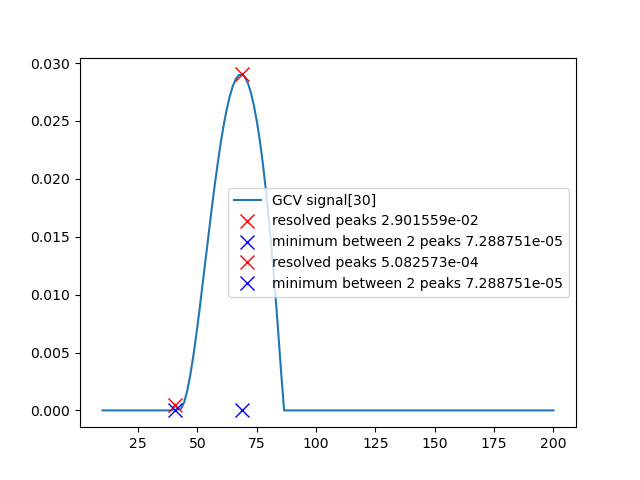 0.030
0.025
0.020
0.015
0.010
0.005
0.000
GCV signal[30]
resolved peaks 2.901559e-02
minimum between 2 peaks 7.288751e-05
resolved peaks 5.082573e-04
minimum between 2 peaks 7.288751e-05
25 50 75 100 125 150 175 200